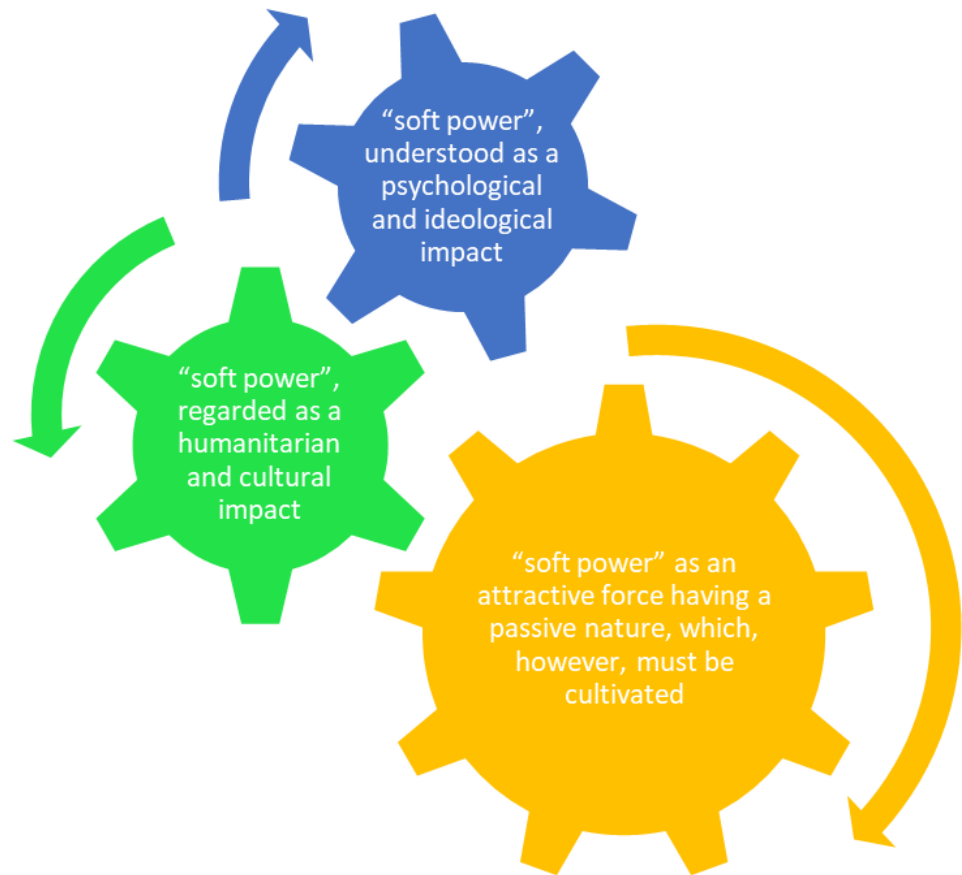 “soft power”,
understood as a
psychological
and ideological
impact
“soft power”,
regarded as a
humanitarian
and cultural
impact
“soft power” as an
attractive force having a
passive nature, which,
however, must be
cultivated